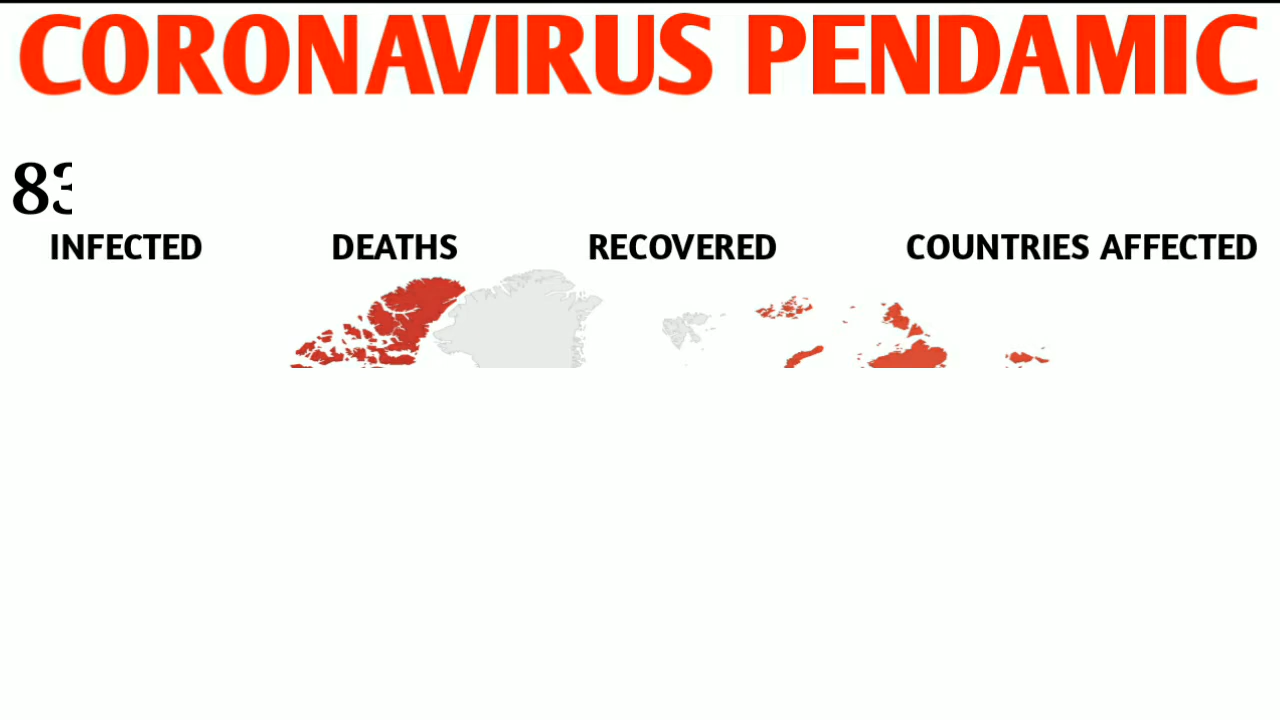 CORONAVIRUS PENDAMIC
83
INFECTED DEATHS RECOVERED COUNTRIES AFFECTED